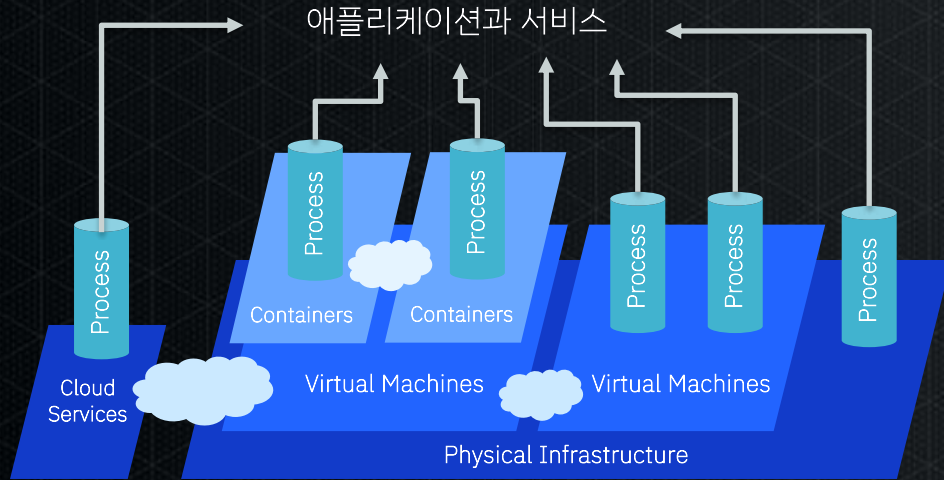 애플리케이션과 서비스
Process
Process
Process
Process
Process
Process
Containers
Containers
Cloud
Services
Virtual Machines
Virtual Machines
Physical Infrastructure